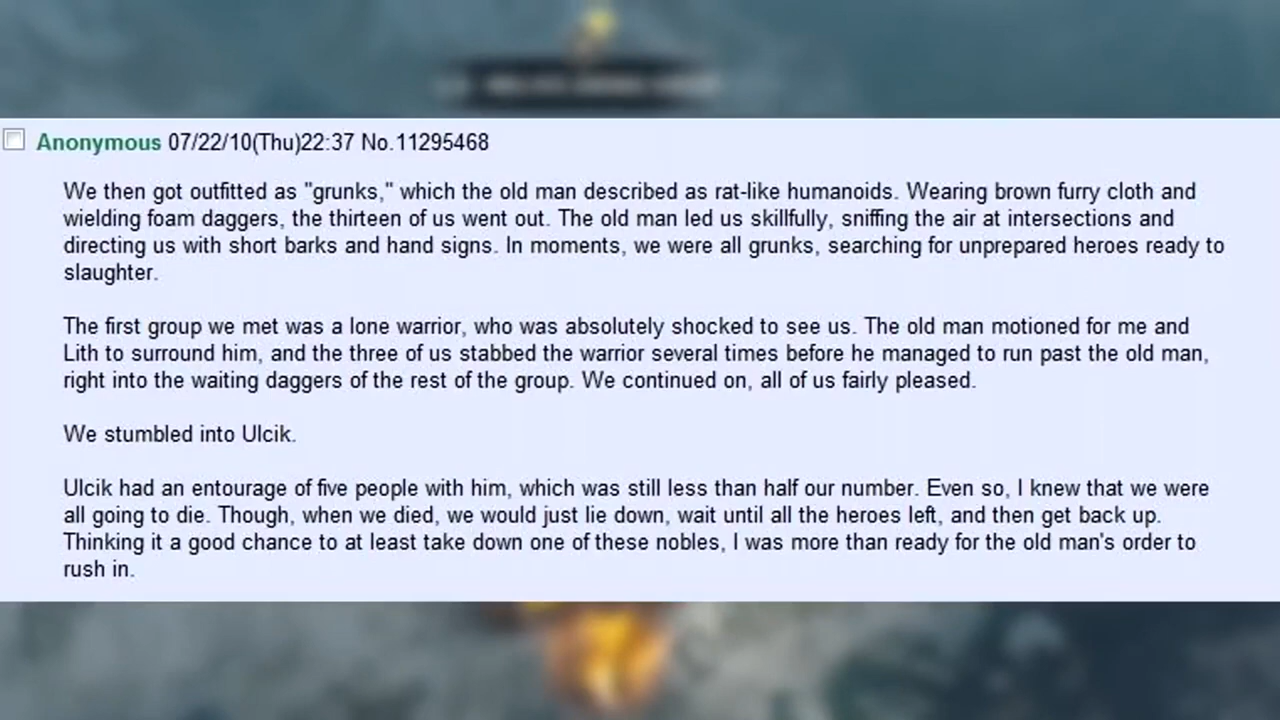 Anonymous 07/22/10(Thu)22:37 No.11295468
We then got outfitted as "grunks," which the old man described as rat-like humanoids. Wearing brown furry cloth and
wielding foam daggers, the thirteen of us went out. The old man led us skillfully, sniffing the air at intersections and
directing us with short barks and hand signs. In moments, we were all grunks, searching for unprepared heroes ready to
slaughter.
The first group we met was a lone warrior, who was absolutely shocked to see us. The old man motioned for me and
Lith to surround him, and the three of us stabbed the warrior several times before he managed to run past the old man,
right into the waiting daggers of the rest of the group. We continued on, all of us fairly pleased.
We stumbled into Ulcik.
Ulcik had an entourage of five people with him, which was still less than half our number. Even so, I knew that we were
all going to die. Though, when we died, we would just lie down, wait until all the heroes left, and then get back up.
Thinking it a good chance to at least take down one of these nobles, I was more than ready for the old man's order to
rush in.